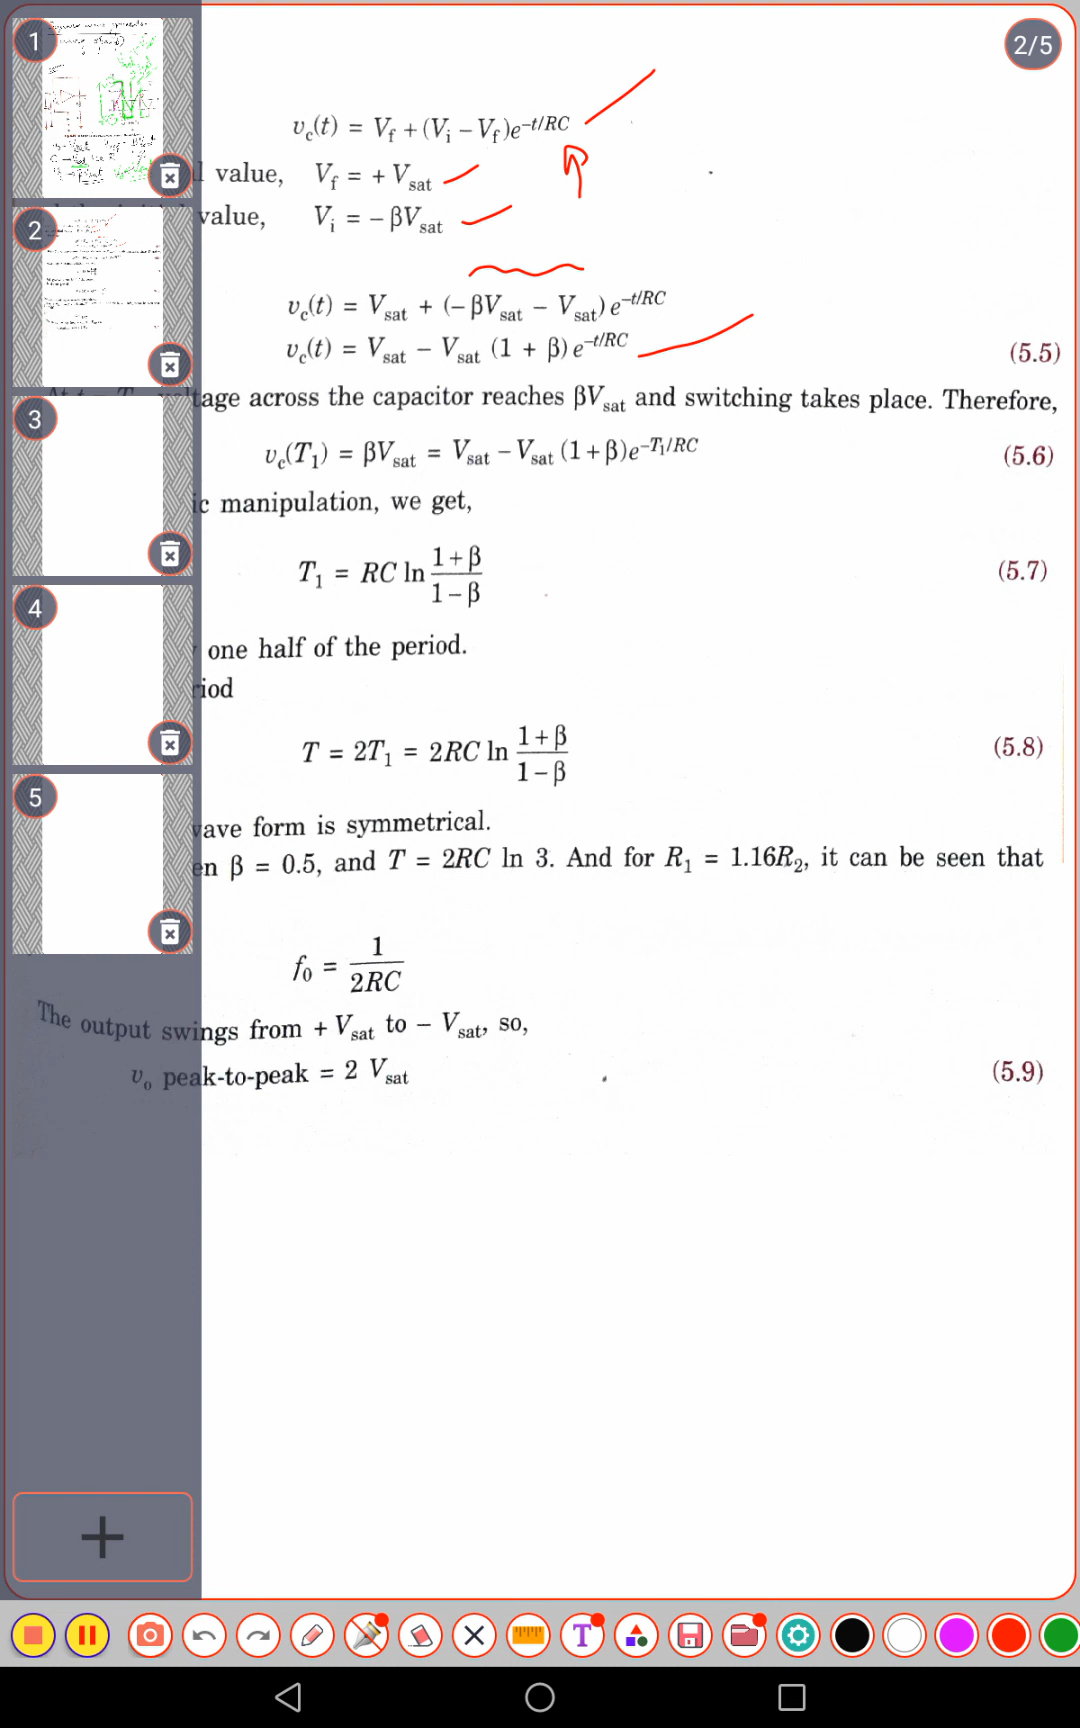 1
2/5
v_c(t) = V_f + (V_i − V_f)e^{−t/RC}
value, V_f = + V_sat
2
value, V_i = − βV_sat
v_c(t) = V_sat + (− βV_sat − V_sat) e^{−t/RC}
v_c(t) = V_sat − V_sat (1 + β) e^{−t/RC} (5.5)
across the capacitor reaches βV_sat and switching takes place. Therefore,
3
v_c(T_1) = βV_sat = V_sat − V_sat (1+β)e^{−T_1/RC} (5.6)
manipulation, we get,
T_1 = RC ln (1+β)/(1−β) (5.7)
4
one half of the period.
T = 2T_1 = 2RC ln (1+β)/(1−β) (5.8)
5
form is symmetrical.
β = 0.5, and T = 2RC ln 3. And for R_1 = 1.16R_2, it can be seen that
f_0 = 1/2RC
The output swings from + V_sat to − V_sat, so,
v_o peak-to-peak = 2 V_sat (5.9)
+
T